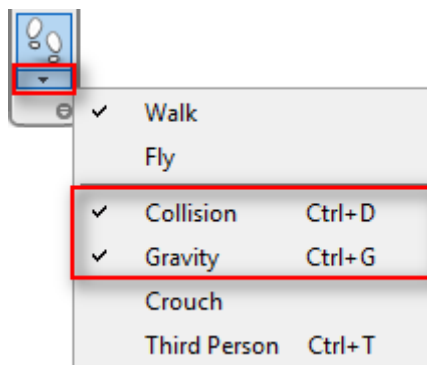 Walk
Fly
Collision Ctrl+D
Gravity Ctrl+G
Crouch
Third Person Ctrl+T